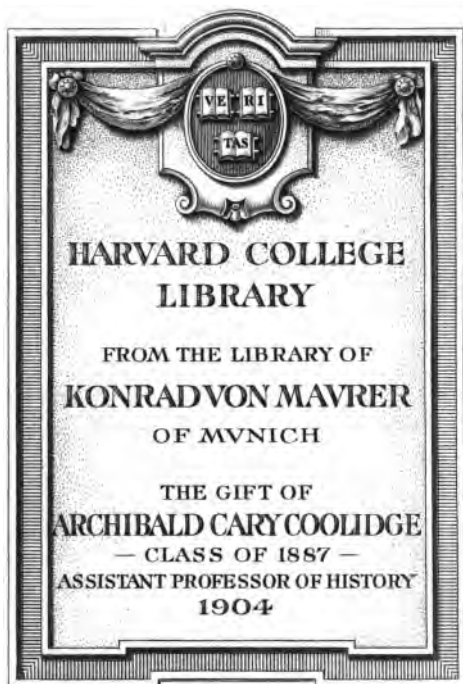 VE RI
TAS
HARVARD COLLEGE
LIBRARY
FROM THE LIBRARY OF
KONRAD VON MAVRER
OF MVNICH
THE GIFT OF
ARCHIBALD CARY COOLIDGE
— CLASS OF 1887 —
ASSISTANT PROFESSOR OF HISTORY
1904